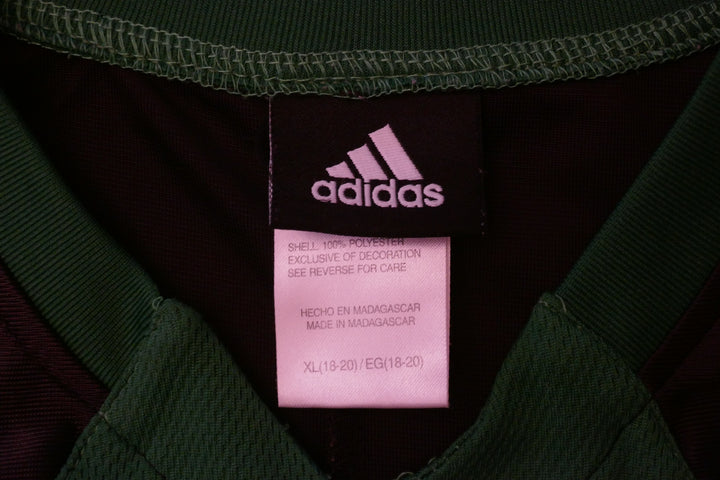 adidas
SHELL 100% POLYESTER
EXCLUSIVE OF DECORATION
SEE REVERSE FOR CARE
HECHO EN MADAGASCAR
MADE IN MADAGASCAR
XL(18-20) / EG(18-20)